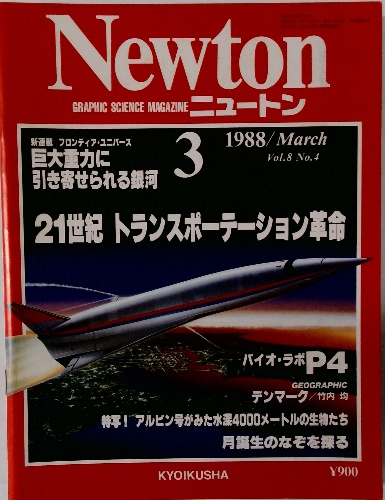 Newton
GRAPHIC SCIENCE MAGAZINE ニュートン
新連載 フロンティア・ユニバース
巨大重力に
引き寄せられる銀河
3
1988/March
Vol.8 No.4
21世紀 トランスポーテーション革命
バイオ・ラボP4
GEOGRAPHIC
デンマーク/竹内 均
特写! アルビン号がみた水深4000メートルの生物たち
月誕生のなぞを探る
KYOIKUSHA
¥900